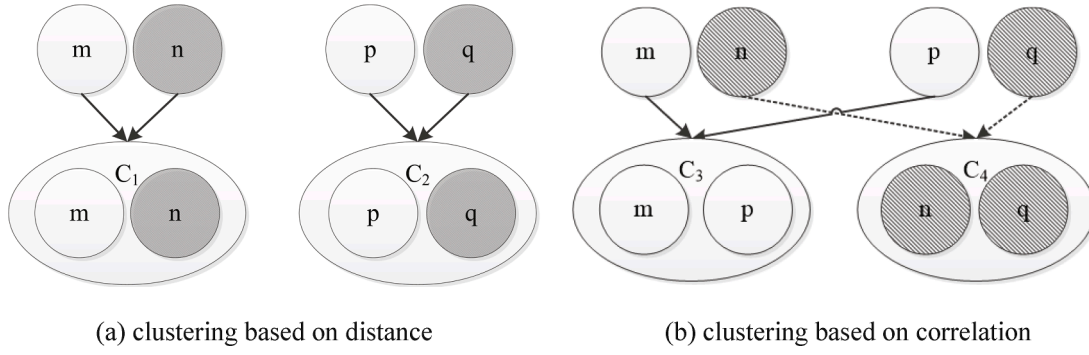 m n p q m n p q
C₁ C₂ C₃ C₄
m n p q m p n q
(a) clustering based on distance
(b) clustering based on correlation